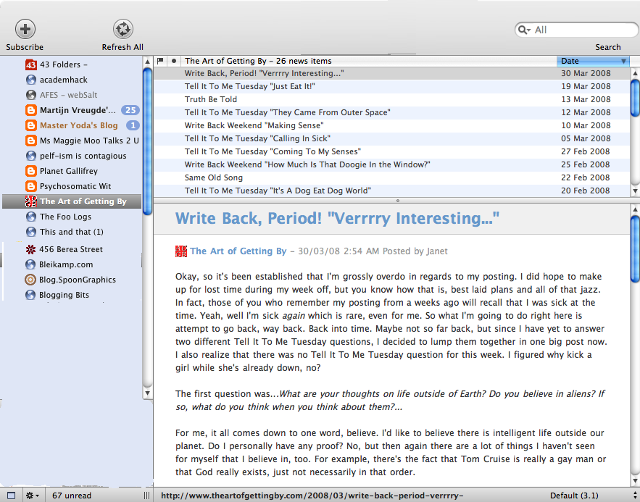 Subscribe
Refresh All
All
Search
43 Folders –
academhack
AFES – webSalt
Martijn Vreugde'... 25
Master Yoda's Blog 1
Ms Maggie Moo Talks 2 U
pelf-ism is contagious
Planet Gallifrey
Psychosomatic Wit
The Art of Getting By
The Foo Logs
This and that (1)
456 Berea Street
Bleikamp.com
Blog.SpoonGraphics
Blogging Bits
The Art of Getting By – 26 news items Date
Write Back, Period! "Verrrry Interesting..." 30 Mar 2008
Tell It To Me Tuesday "Just Eat It!" 19 Mar 2008
Truth Be Told 13 Mar 2008
Tell It To Me Tuesday "They Came From Outer Space" 12 Mar 2008
Write Back Weekend "Making Sense" 10 Mar 2008
Tell It To Me Tuesday "Calling In Sick" 05 Mar 2008
Tell It To Me Tuesday "Coming To My Senses" 27 Feb 2008
Write Back Weekend "How Much Is That Doogie In the Window?" 25 Feb 2008
Same Old Song 22 Feb 2008
Tell It To Me Tuesday "It's A Dog Eat Dog World" 20 Feb 2008
Write Back, Period! "Verrrry Interesting..."
The Art of Getting By – 30/03/08 2:54 AM Posted by Janet
Okay, so it's been established that I'm grossly overdo in regards to my posting. I did hope to make
up for lost time during my week off, but you know how that is, best laid plans and all of that jazz.
In fact, those of you who remember my posting from a weeks ago will recall that I was sick at the
time. Yeah, well I'm sick again which is rare, even for me. So what I'm going to do right here is
attempt to go back, way back. Back into time. Maybe not so far back, but since I have yet to answer
two different Tell It To Me Tuesday questions, I decided to lump them together in one big post now.
I also realize that there was no Tell It To Me Tuesday question for this week. I figured why kick a
girl while she's already down, no?
The first question was...What are your thoughts on life outside of Earth? Do you believe in aliens? If
so, what do you think when you think about them?...
For me, it all comes down to one word, believe. I'd like to believe there is intelligent life outside our
planet. Do I personally have any proof? No, but then again there are a lot of things I haven't seen
for myself that I believe in, too. For example, there's the fact that Tom Cruise is really a gay man or
that God really exists, just not necessarily in that order.
67 unread
http://www.theartofgettingby.com/2008/03/write-back-period-verrrry-
Default (3.1)